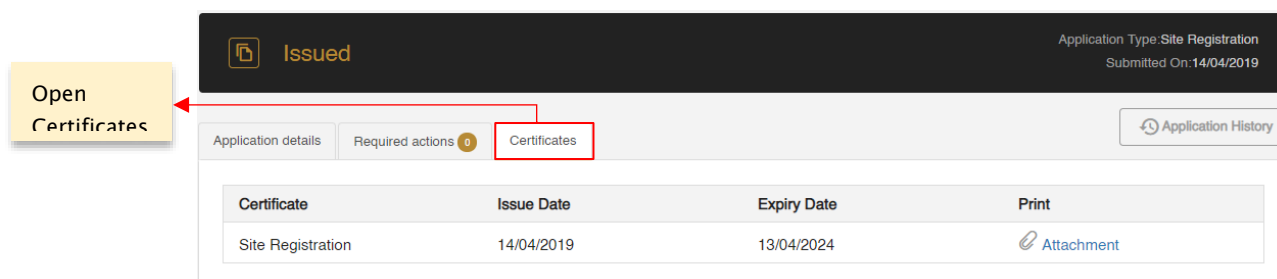 Issued
Application Type:Site Registration
Submitted On:14/04/2019
Open
Certificates
Application details
Required actions 0
Certificates
Application History
Certificate Issue Date Expiry Date Print
Site Registration 14/04/2019 13/04/2024 Attachment